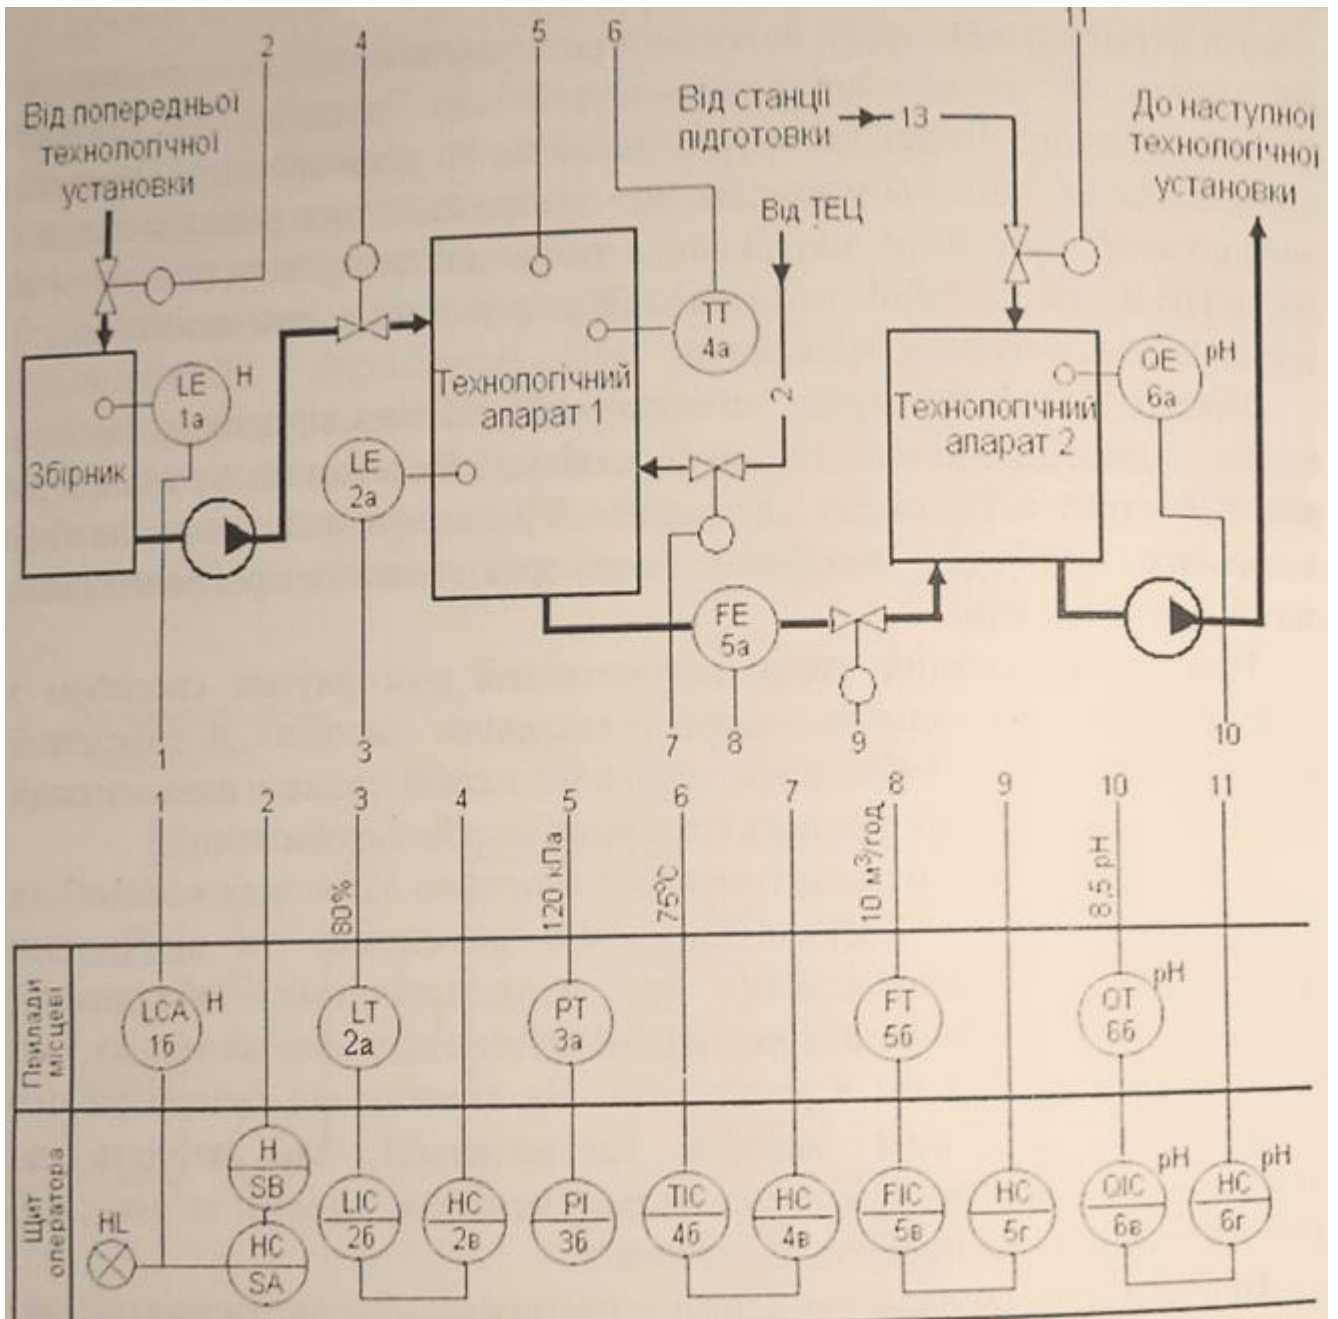 2
4
5
6
11
Від попередньої
технологічної
установки
Від станції
підготовки
13
До наступної
технологічної
установки
Від ТЕЦ
2
LE
1а
H
Збірник
LE
2а
Технологічний
апарат 1
TT
4а
Технологічний
апарат 2
QE
6а
pH
FE
5а
1
3
7
8
9
10
1
2
3
4
5
6
7
8
9
10
11
80%
120 кПа
75°C
10 м³/год
8,5 pH
Прилади
місцеві
LCA
1б
H
LT
2а
PT
3а
FT
5б
QT
6б
pH
Щит
оператора
HL
H
SB
HC
SA
LIC
2б
HC
2в
PI
3б
TIC
4б
HC
4в
FIC
5в
HC
5г
QIC
6в
pH
HC
6г
pH